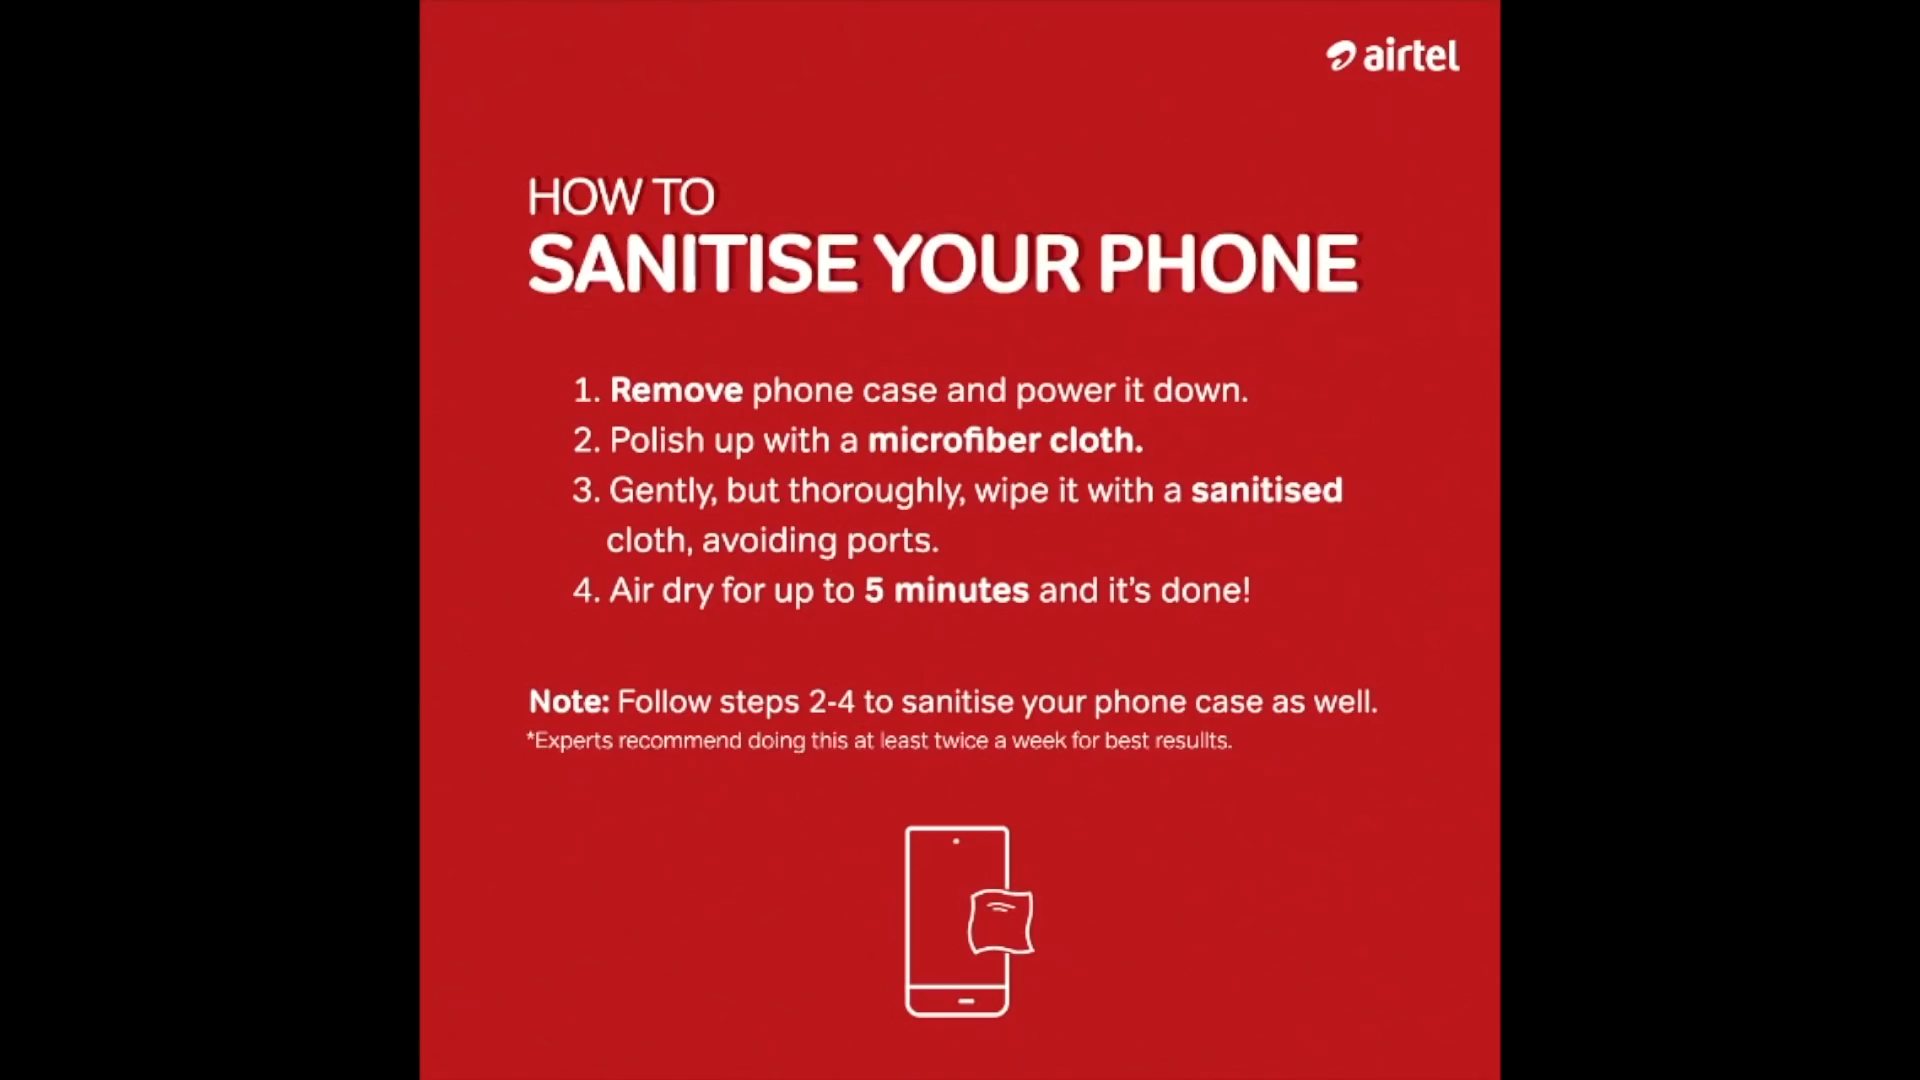 airtel
HOW TO
SANITISE YOUR PHONE
1. Remove phone case and power it down.
2. Polish up with a microfiber cloth.
3. Gently, but thoroughly, wipe it with a sanitised
cloth, avoiding ports.
4. Air dry for up to 5 minutes and it's done!
Note: Follow steps 2-4 to sanitise your phone case as well.
*Experts recommend doing this at least twice a week for best resullts.